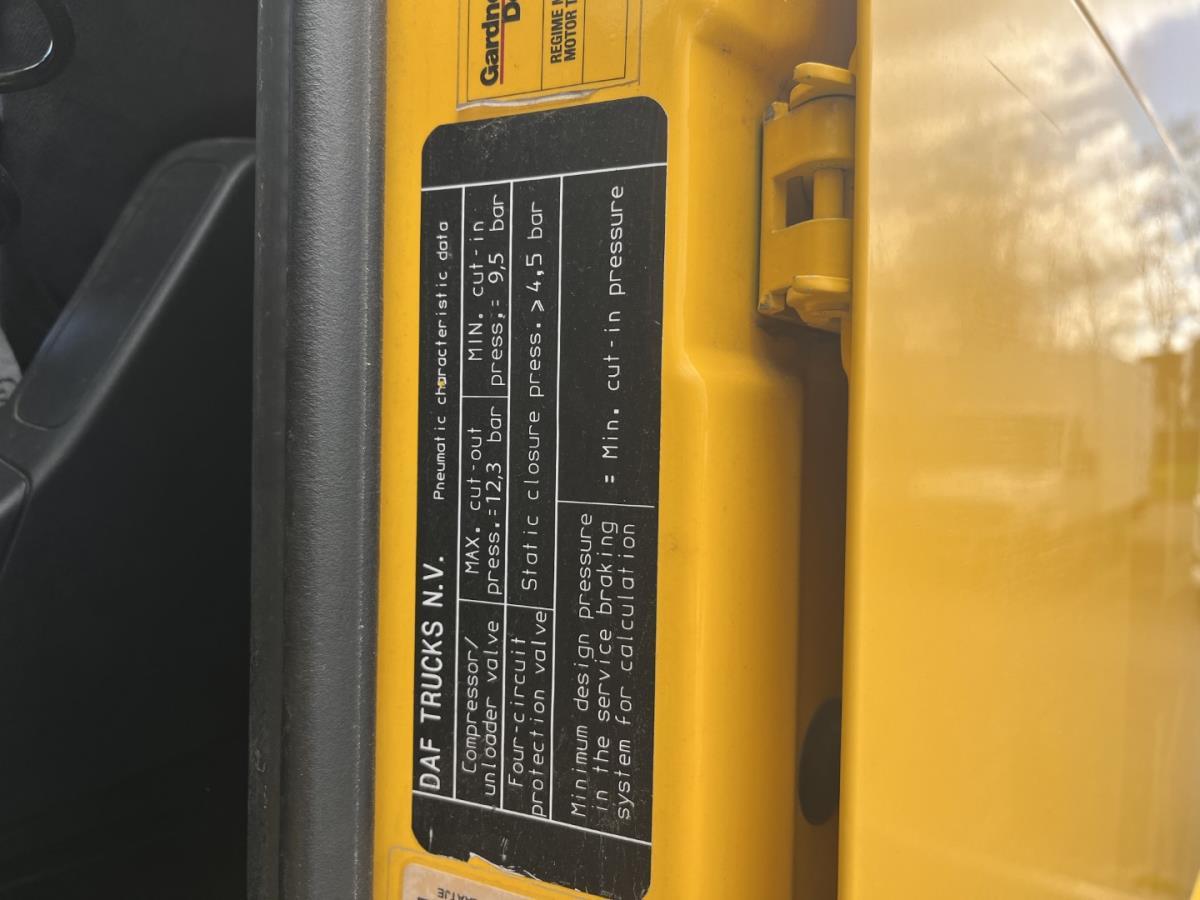 DAF TRUCKS N.V. Pneumatic characteristic data
Compressor/
unloader valve
MAX. cut-out
press.=12,3 bar
MIN. cut-in
press.= 9,5 bar
Four-circuit
protection valve
Static closure press. > 4,5 bar
Minimum design pressure
in the service braking
system for calculation
= Min. cut-in pressure
REGIME
MOTOR